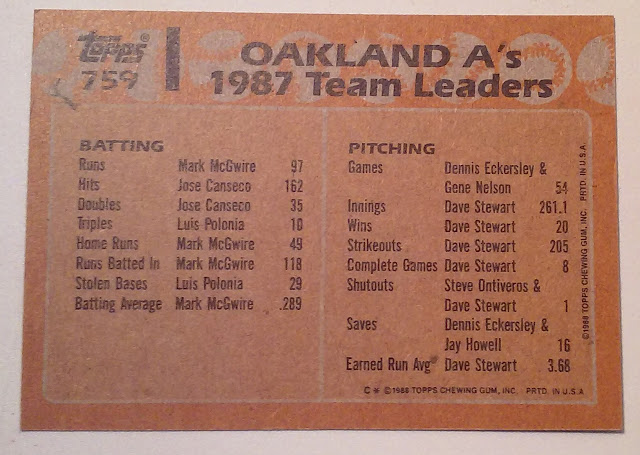 Topps®
759
OAKLAND A's
1987 Team Leaders
BATTING
Runs Mark McGwire 97
Hits Jose Canseco 162
Doubles Jose Canseco 35
Triples Luis Polonia 10
Home Runs Mark McGwire 49
Runs Batted In Mark McGwire 118
Stolen Bases Luis Polonia 29
Batting Average Mark McGwire .289
PITCHING
Games Dennis Eckersley &
Gene Nelson 54
Innings Dave Stewart 261.1
Wins Dave Stewart 20
Strikeouts Dave Stewart 205
Complete Games Dave Stewart 8
Shutouts Steve Ontiveros &
Dave Stewart 1
Saves Dennis Eckersley &
Jay Howell 16
Earned Run Avg Dave Stewart 3.68
C * ©1988 TOPPS CHEWING GUM, INC. PRTD. IN U.S.A.
©1988 TOPPS CHEWING GUM, INC. PRTD. IN U.S.A.